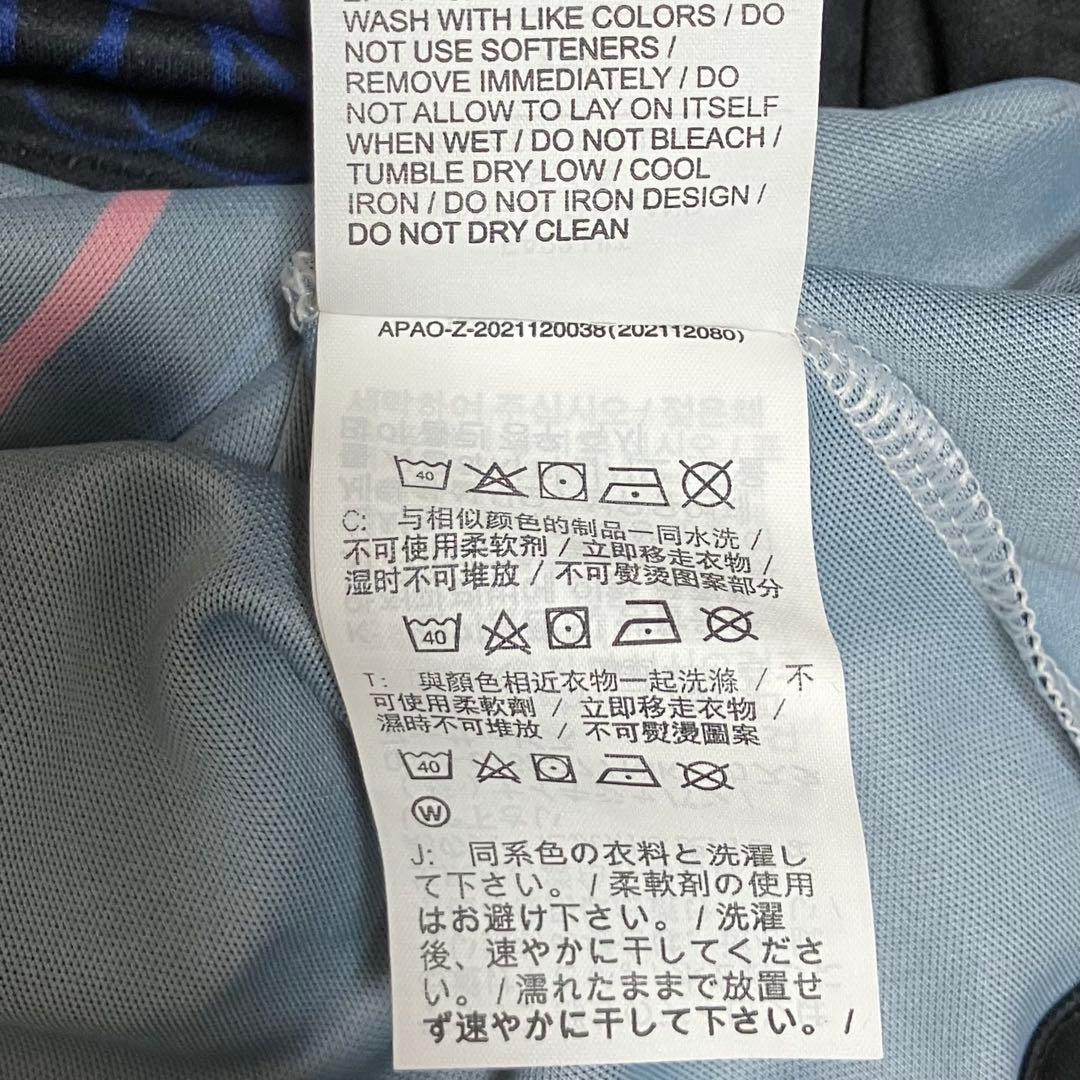 WASH WITH LIKE COLORS / DO
NOT USE SOFTENERS /
REMOVE IMMEDIATELY / DO
NOT ALLOW TO LAY ON ITSELF
WHEN WET / DO NOT BLEACH /
TUMBLE DRY LOW / COOL
IRON / DO NOT IRON DESIGN /
DO NOT DRY CLEAN
APAO-Z-2021120038(202112080)
40
C: 与相似颜色的制品一同水洗 /
不可使用柔软剂 / 立即移走衣物 /
湿时不可堆放 / 不可熨烫图案部分
40
T: 與顏色相近衣物一起洗滌 / 不
可使用柔軟劑 / 立即移走衣物 /
濕時不可堆放 / 不可熨燙圖案
40
W
J: 同系色の衣料と洗濯し
て下さい。/ 柔軟剤の使用
はお避け下さい。/ 洗濯
後、速やかに干してくださ
い。/ 濡れたままで放置せ
ず速やかに干して下さい。/